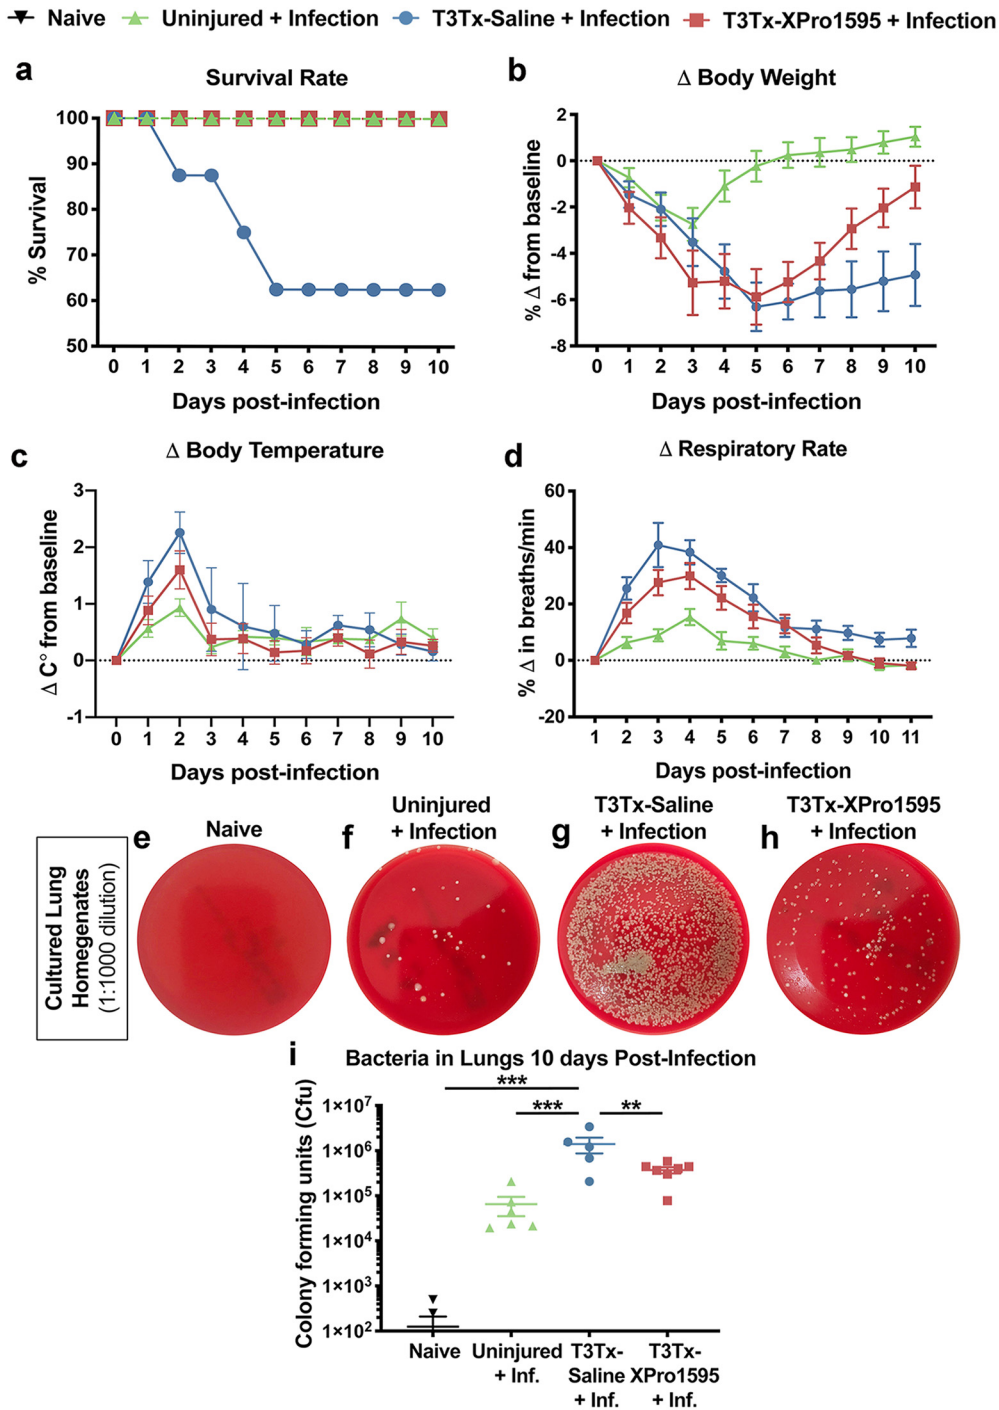 Naive Uninjured + Infection T3Tx-Saline + Infection T3Tx-XPro1595 + Infection
a
Survival Rate
% Survival
100
90
80
70
60
50
0 1 2 3 4 5 6 7 8 9 10
Days post-infection
b
Δ Body Weight
% Δ from baseline
2
0
-2
-4
-6
-8
0 1 2 3 4 5 6 7 8 9 10
Days post-infection
c
Δ Body Temperature
Δ C° from baseline
3
2
1
0
-1
0 1 2 3 4 5 6 7 8 9 10
Days post-infection
d
Δ Respiratory Rate
% Δ in breaths/min
60
40
20
0
-20
1 2 3 4 5 6 7 8 9 10 11
Days post-infection
Cultured Lung
Homegenates
(1:1000 dilution)
e
Naive
f
Uninjured
+ Infection
g
T3Tx-Saline
+ Infection
h
T3Tx-XPro1595
+ Infection
i
Bacteria in Lungs 10 days Post-Infection
Colony forming units (Cfu)
*** 
*** **
1×10⁷
1×10⁶
1×10⁵
1×10⁴
1×10³
1×10²
Naive
Uninjured
+ Inf.
T3Tx-
Saline
+ Inf.
T3Tx-
XPro1595
+ Inf.